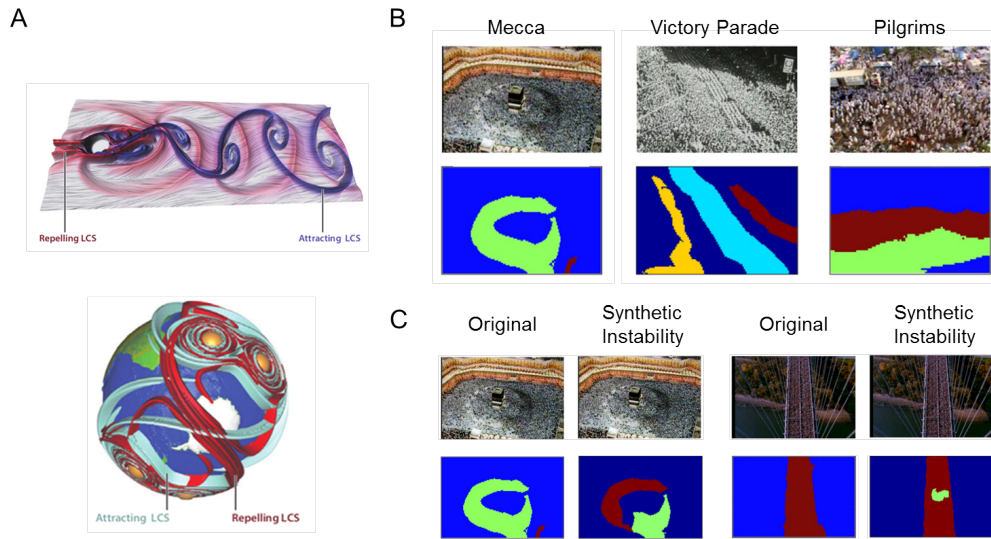 A
Repelling LCS
Attracting LCS
Attracting LCS
Repelling LCS
B
Mecca
Victory Parade
Pilgrims
C
Original
Synthetic
Instability
Original
Synthetic
Instability